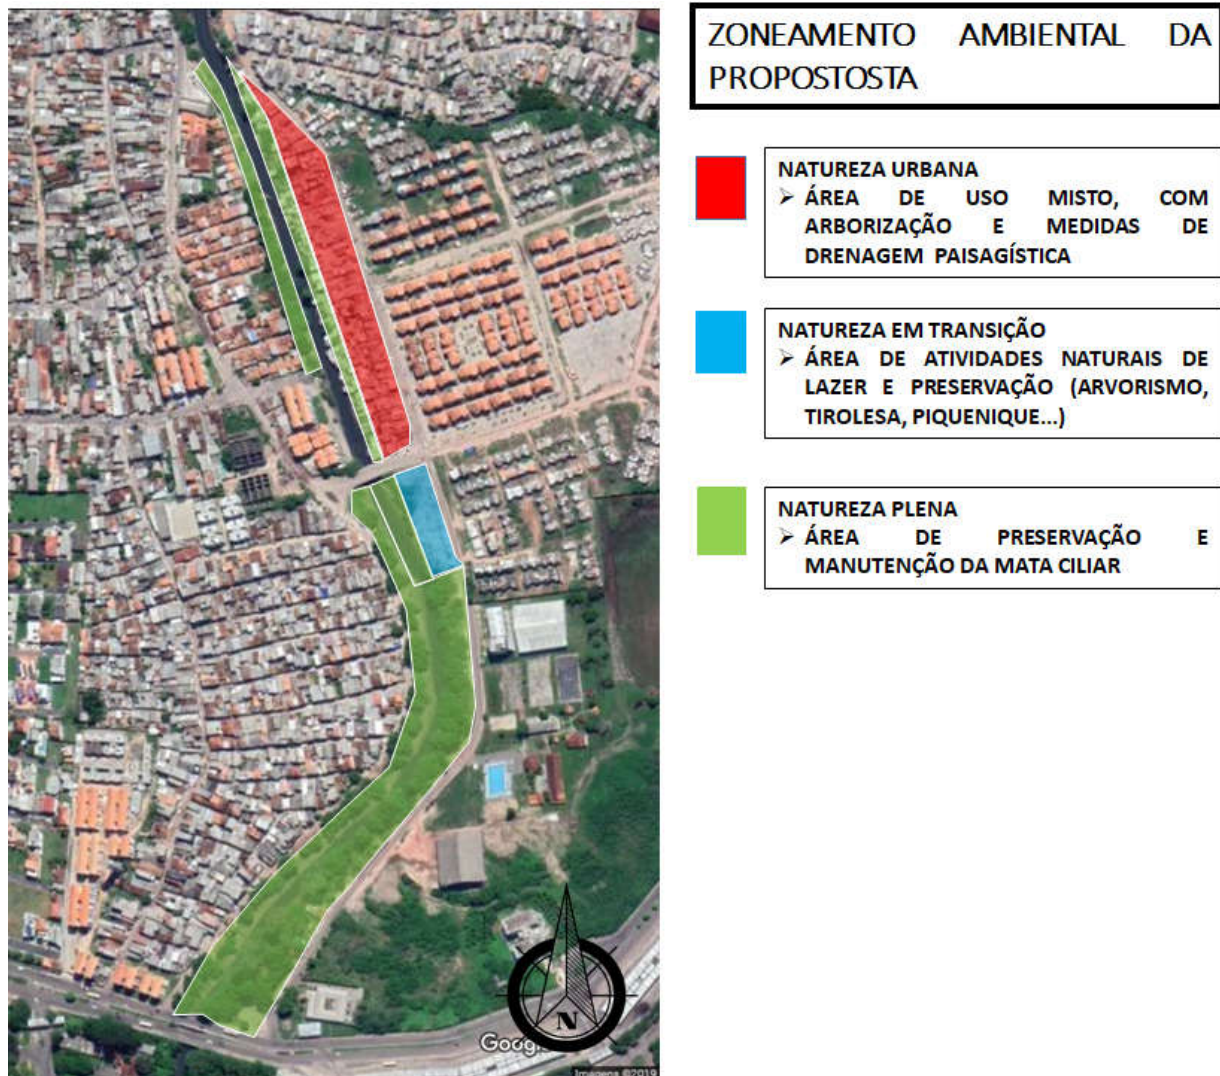 ZONEAMENTO AMBIENTAL DA
PROPOSTOSTA
NATUREZA URBANA
➢ ÁREA DE USO MISTO, COM
ARBORIZAÇÃO E MEDIDAS DE
DRENAGEM PAISAGÍSTICA
NATUREZA EM TRANSIÇÃO
➢ ÁREA DE ATIVIDADES NATURAIS DE
LAZER E PRESERVAÇÃO (ARVORISMO,
TIROLESA, PIQUENIQUE...)
NATUREZA PLENA
➢ ÁREA DE PRESERVAÇÃO E
MANUTENÇÃO DA MATA CILIAR
N
Imagens ©2019